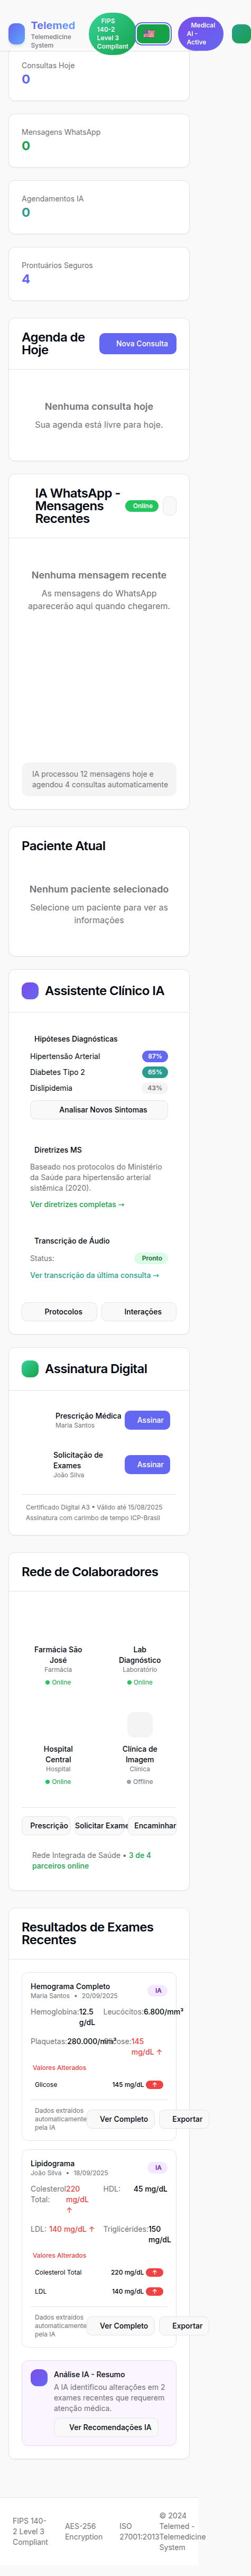 Telemed
Telemedicine
System
FIPS
140-2
Level 3
Compliant
🇺🇸
Medical
AI -
Active
Consultas Hoje
0
Mensagens WhatsApp
0
Agendamentos IA
0
Prontuários Seguros
4
Agenda de
Hoje
Nova Consulta
Nenhuma consulta hoje
Sua agenda está livre para hoje.
IA WhatsApp -
Mensagens
Recentes
Online
Nenhuma mensagem recente
As mensagens do WhatsApp
aparecerão aqui quando chegarem.
IA processou 12 mensagens hoje e
agendou 4 consultas automaticamente
Paciente Atual
Nenhum paciente selecionado
Selecione um paciente para ver as
informações
Assistente Clínico IA
Hipóteses Diagnósticas
Hipertensão Arterial 87%
Diabetes Tipo 2 65%
Dislipidemia 43%
Analisar Novos Sintomas
Diretrizes MS
Baseado nos protocolos do Ministério
da Saúde para hipertensão arterial
sistêmica (2020).
Ver diretrizes completas →
Transcrição de Áudio
Status: Pronto
Ver transcrição da última consulta →
Protocolos Interações
Assinatura Digital
Prescrição Médica
Maria Santos
Assinar
Solicitação de
Exames
João Silva
Assinar
Certificado Digital A3 • Válido até 15/08/2025
Assinatura com carimbo de tempo ICP-Brasil
Rede de Colaboradores
Farmácia São
José
Farmácia
● Online
Lab
Diagnóstico
Laboratório
● Online
Hospital
Central
Hospital
● Online
Clínica de
Imagem
Clínica
● Offline
Prescrição Solicitar Exame Encaminhar
Rede Integrada de Saúde • 3 de 4
parceiros online
Resultados de Exames
Recentes
Hemograma Completo
Maria Santos • 20/09/2025
IA
Hemoglobina: 12.5
g/dL
Leucócitos: 6.800/mm³
Plaquetas: 280.000/mm³
Glicose: 145
mg/dL ↑
Valores Alterados
Glicose 145 mg/dL ↑
Dados extraídos
automaticamente
pela IA
Ver Completo Exportar
Lipidograma
João Silva • 18/09/2025
IA
Colesterol
Total:
220
mg/dL
↑
HDL: 45 mg/dL
LDL: 140 mg/dL ↑
Triglicérides: 150
mg/dL
Valores Alterados
Colesterol Total 220 mg/dL ↑
LDL 140 mg/dL ↑
Dados extraídos
automaticamente
pela IA
Ver Completo Exportar
Análise IA - Resumo
A IA identificou alterações em 2
exames recentes que requerem
atenção médica.
Ver Recomendações IA
FIPS 140-
2 Level 3
Compliant
AES-256
Encryption
ISO
27001:2013
© 2024
Telemed -
Telemedicine
System